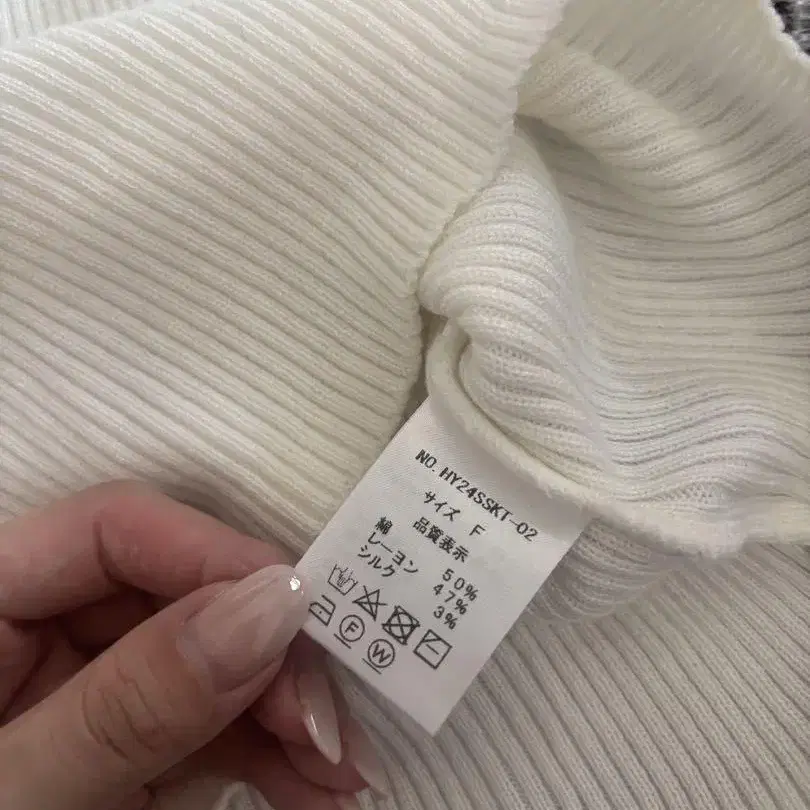 NO. HY24SSKT-02
サイズ F
品質表示
綿 50%
レーヨン 47%
シルク 3%
F W